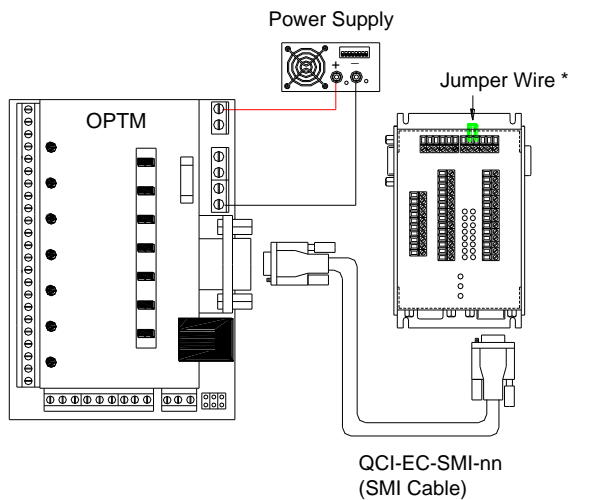 Power Supply
+ −
Jumper Wire *
OPTM
QCI-EC-SMI-nn
(SMI Cable)